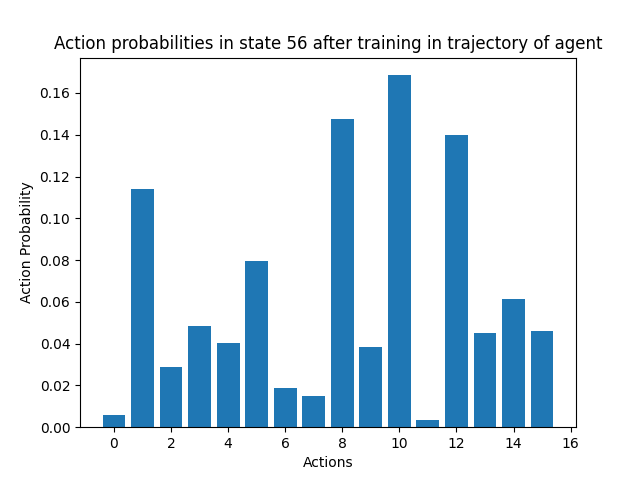 Action probabilities in state 56 after training in trajectory of agent
0.16
0.14
0.12
0.10
0.08
0.06
0.04
0.02
0.00
Action Probability
0 2 4 6 8 10 12 14 16
Actions